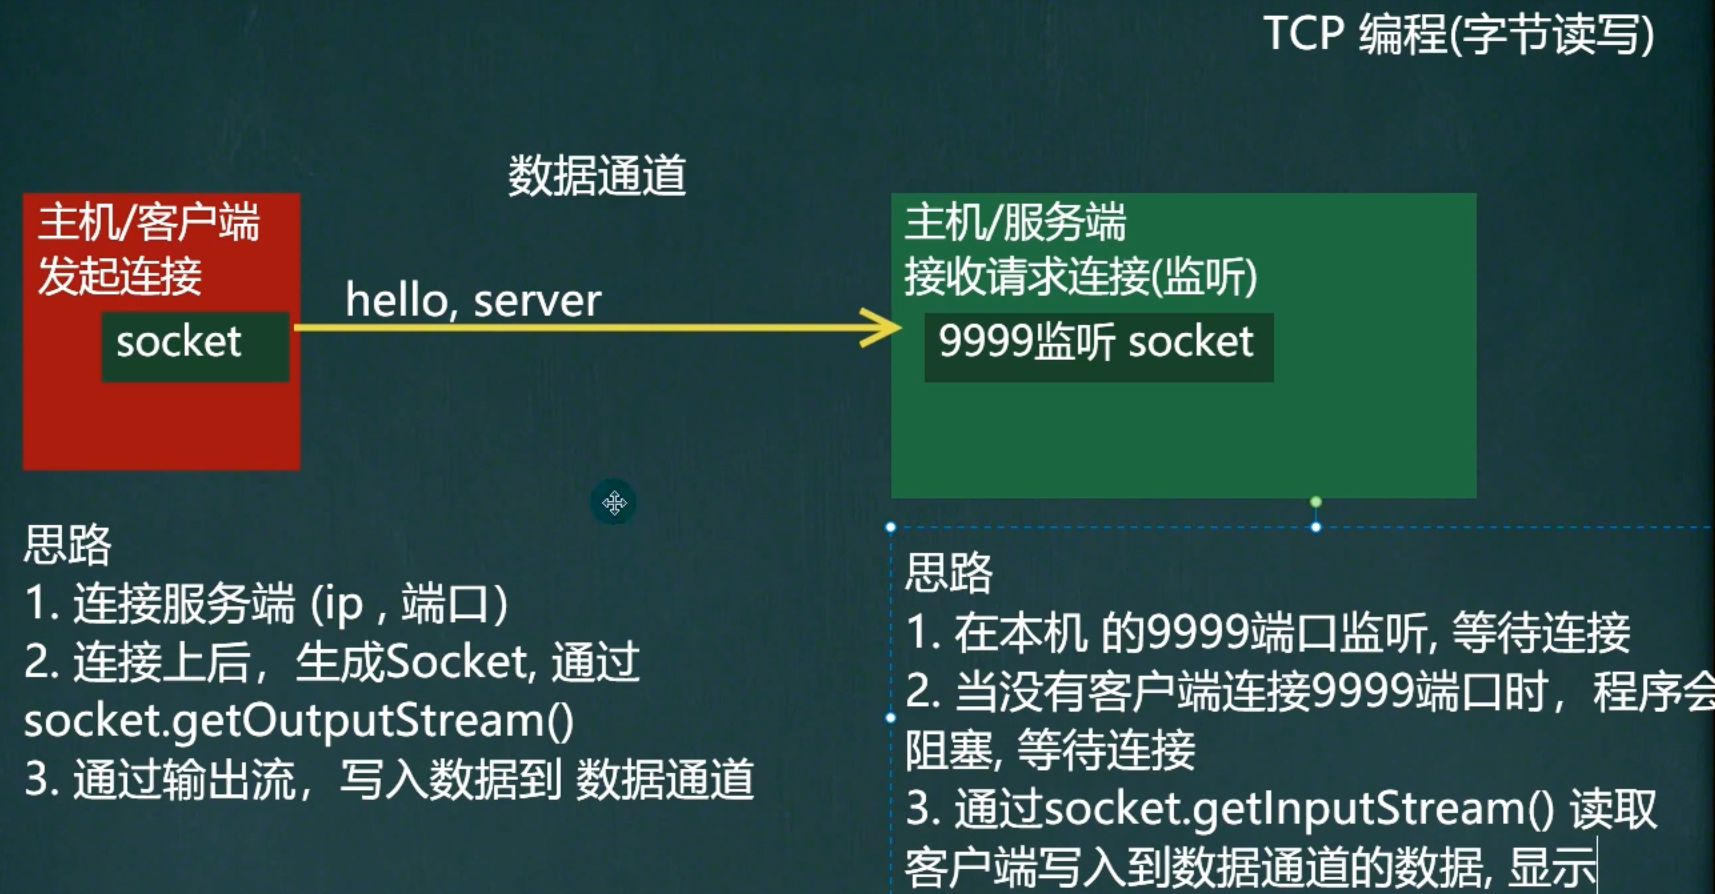 TCP 编程(字节读写)
数据通道
主机/客户端
发起连接
socket
hello, server
主机/服务端
接收请求连接(监听)
9999监听 socket
思路
1. 连接服务端 (ip , 端口）
2. 连接上后，生成Socket, 通过
socket.getOutputStream()
3. 通过输出流，写入数据到 数据通道
思路
1. 在本机 的9999端口监听, 等待连接
2. 当没有客户端连接9999端口时，程序会
阻塞, 等待连接
3. 通过socket.getInputStream() 读取
客户端写入到数据通道的数据, 显示